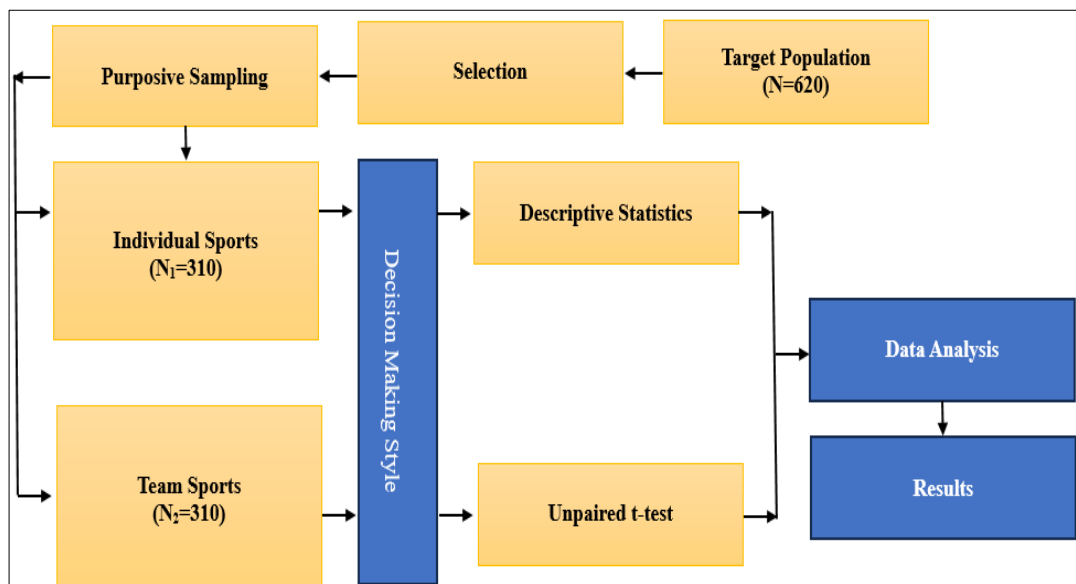 Purposive Sampling
Selection
Target Population
(N=620)
Individual Sports
(N₁=310)
Decision Making Style
Descriptive Statistics
Data Analysis
Team Sports
(N₂=310)
Unpaired t-test
Results